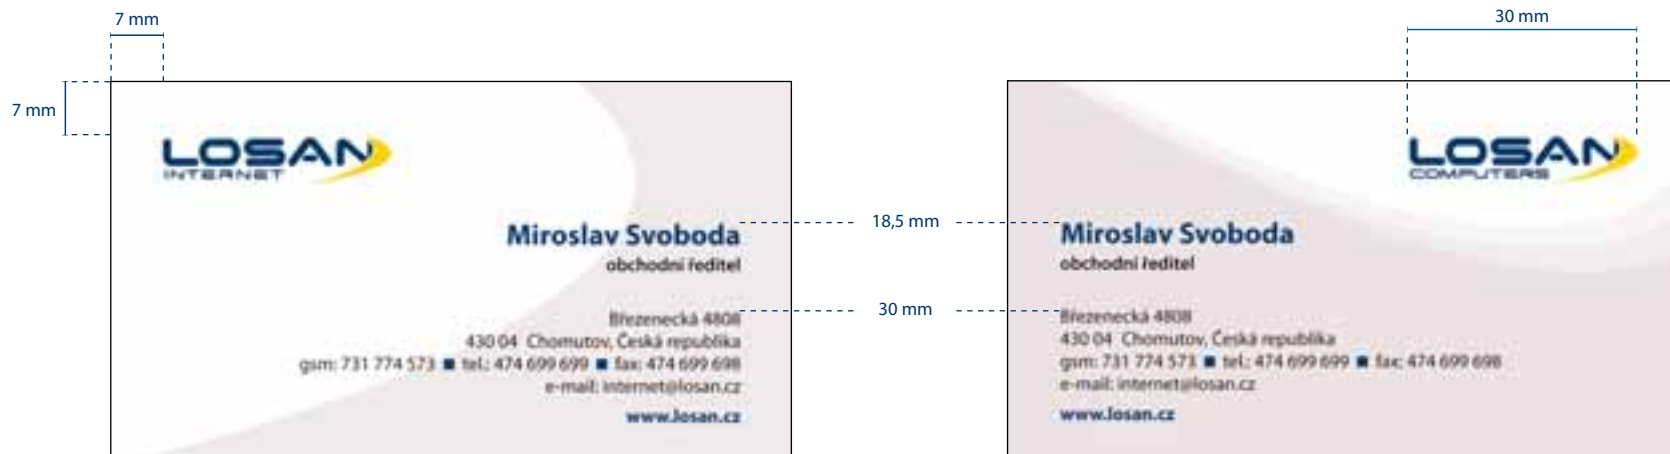 7 mm
30 mm
7 mm
LOSAN
INTERNET
Miroslav Svoboda
obchodní ředitel
Březenecká 4808
430 04 Chomutov, Česká republika
gsm: 731 774 573 ■ tel.: 474 699 699 ■ fax: 474 699 698
e-mail: internet@losan.cz
www.losan.cz
18,5 mm
30 mm
LOSAN
COMPUTERS
Miroslav Svoboda
obchodní ředitel
Březenecká 4808
430 04 Chomutov, Česká republika
gsm: 731 774 573 ■ tel.: 474 699 699 ■ fax: 474 699 698
e-mail: internet@losan.cz
www.losan.cz